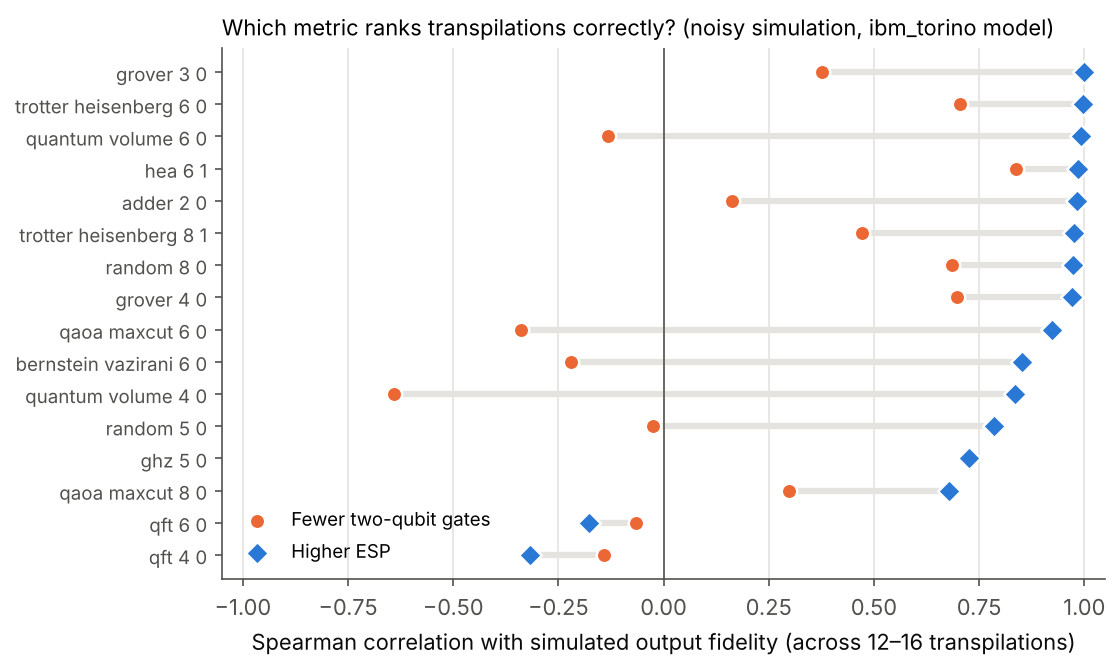 Which metric ranks transpilations correctly? (noisy simulation, ibm_torino model)
grover 3 0
trotter heisenberg 6 0
quantum volume 6 0
hea 6 1
adder 2 0
trotter heisenberg 8 1
random 8 0
grover 4 0
qaoa maxcut 6 0
bernstein vazirani 6 0
quantum volume 4 0
random 5 0
ghz 5 0
qaoa maxcut 8 0
qft 6 0
qft 4 0
Fewer two-qubit gates
Higher ESP
−1.00 −0.75 −0.50 −0.25 0.00 0.25 0.50 0.75 1.00
Spearman correlation with simulated output fidelity (across 12–16 transpilations)